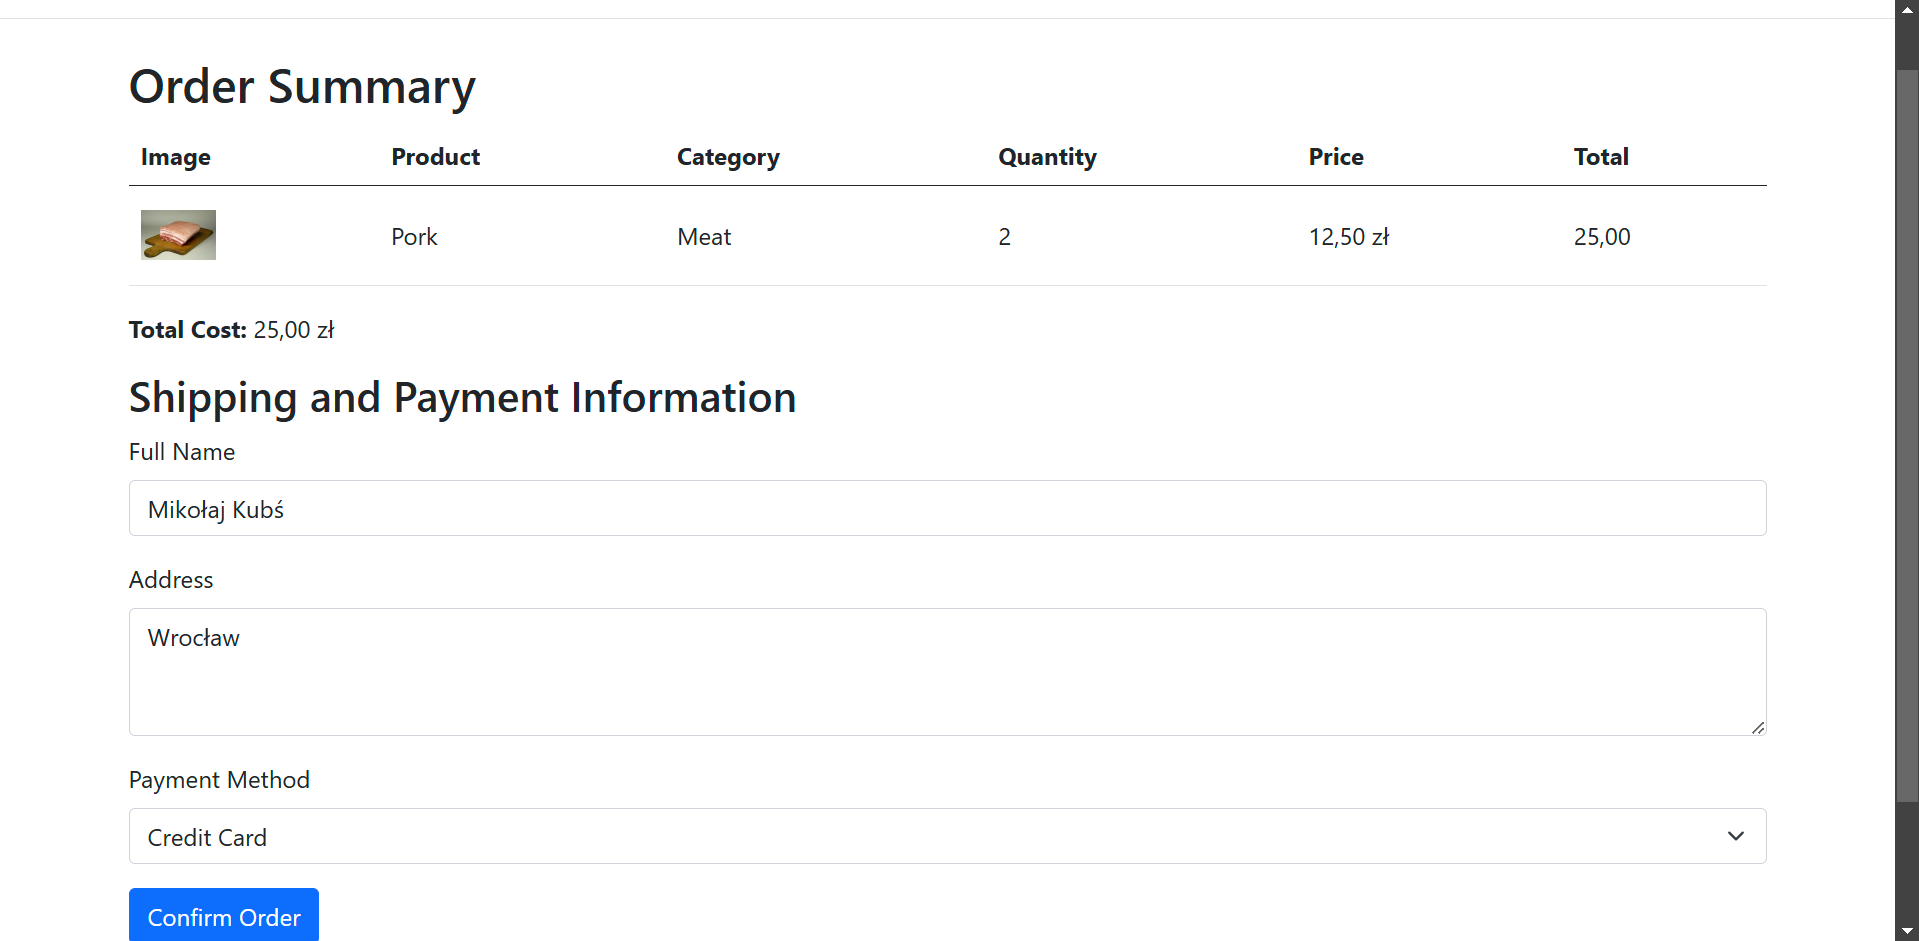 Order Summary
Image Product Category Quantity Price Total
Pork Meat 2 12,50 zł 25,00
Total Cost: 25,00 zł
Shipping and Payment Information
Full Name
Mikołaj Kubś
Address
Wrocław
Payment Method
Credit Card
Confirm Order